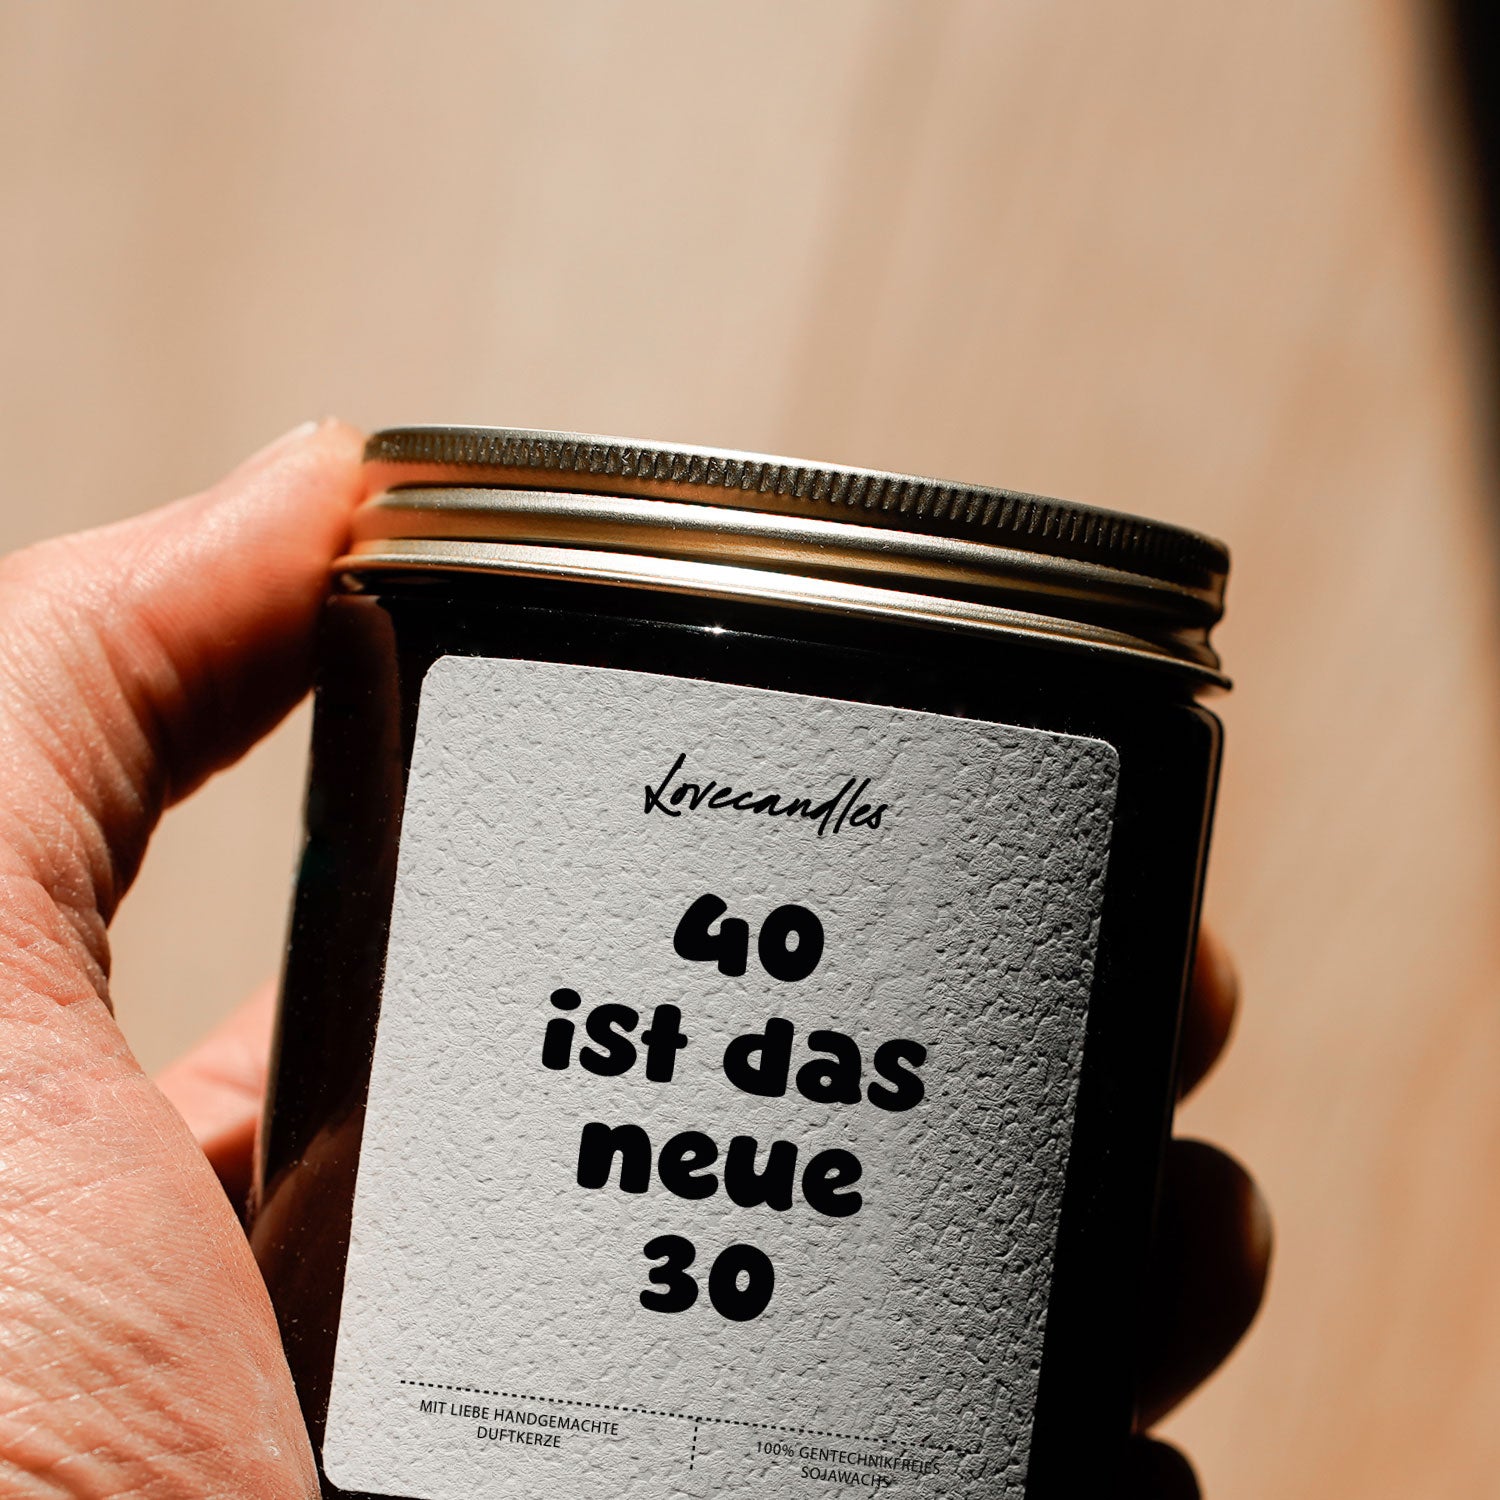 Lovecandles
40
ist das
neue
30
MIT LIEBE HANDGEMACHTE
DUFTKERZE
100% GENTECHNIKFREIES
SOJAWACHS